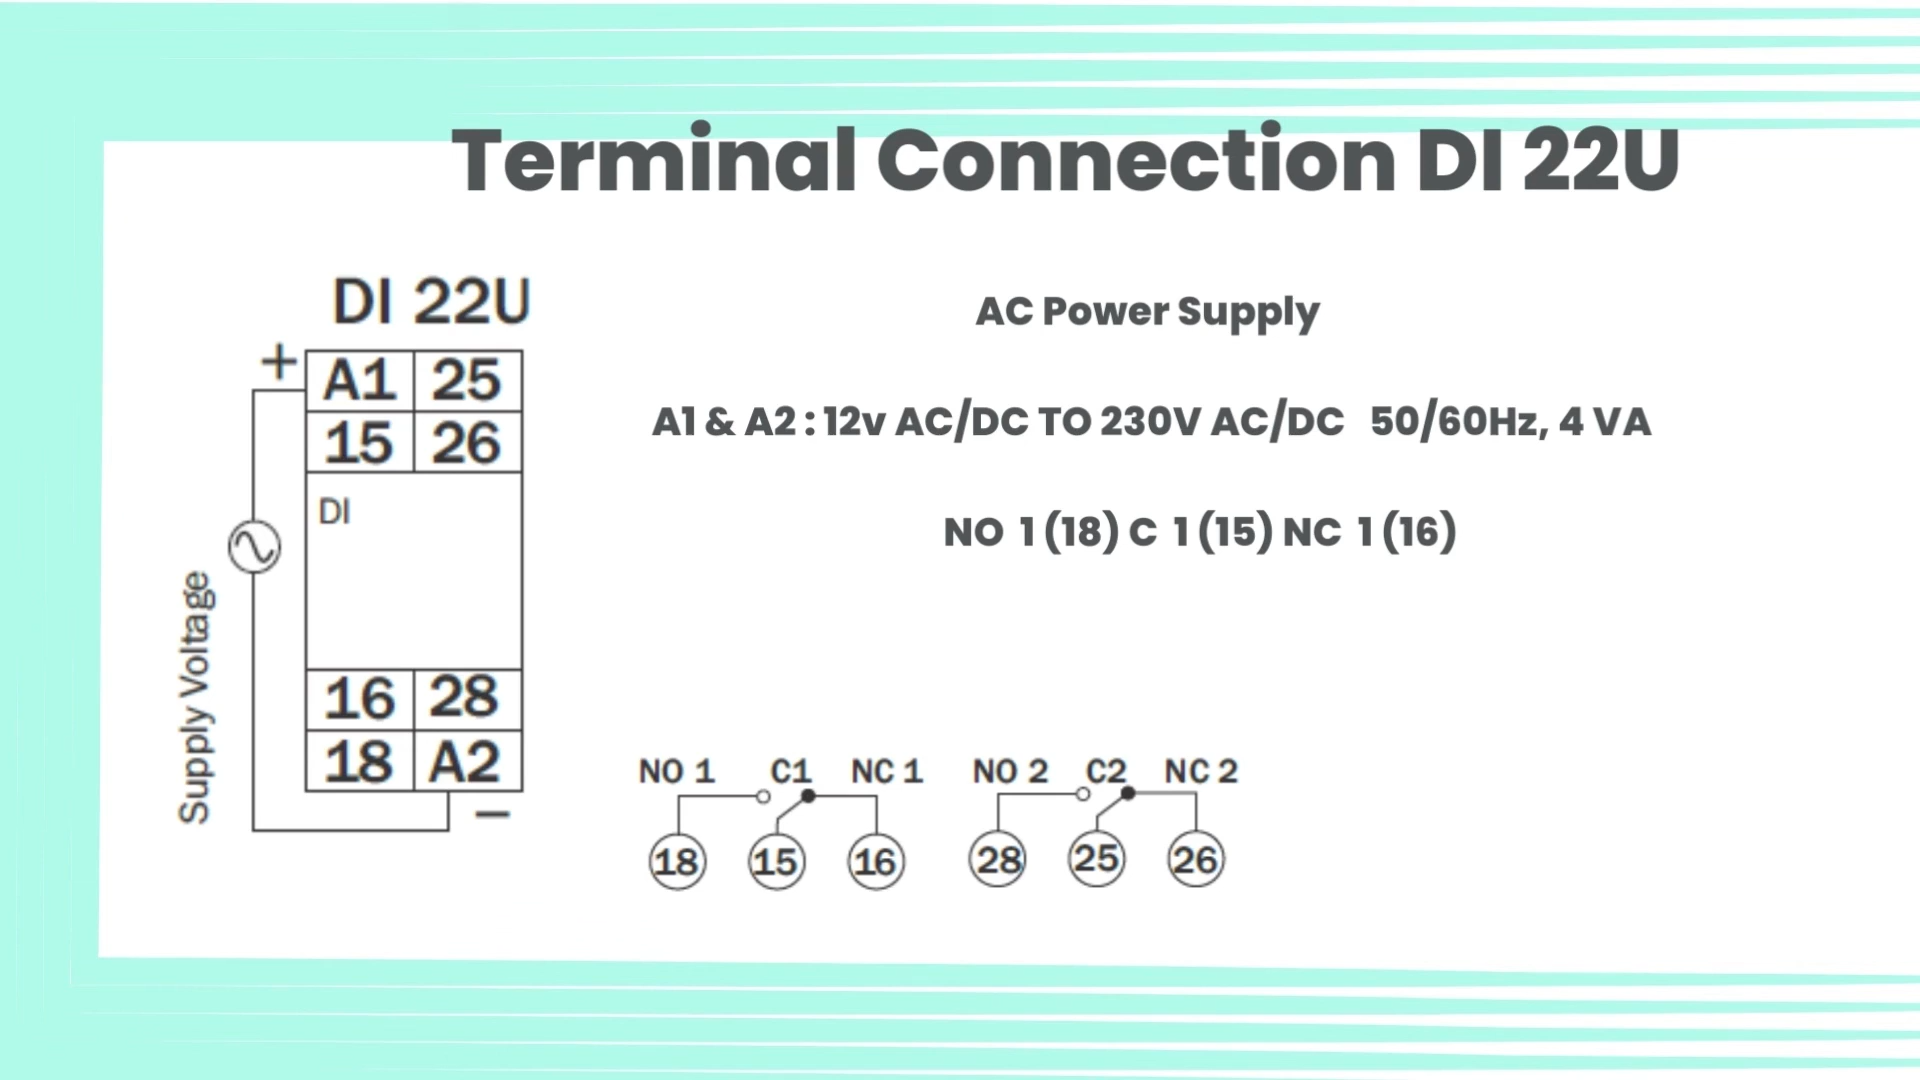 Terminal Connection DI 22U
DI 22U
+
A1 25
15 26
DI
16 28
18 A2
–
Supply Voltage
AC Power Supply
A1 & A2 : 12v AC/DC TO 230V AC/DC 50/60Hz, 4 VA
NO 1 (18) C 1 (15) NC 1 (16)
NO 1 C1 NC 1 NO 2 C2 NC 2
18 15 16 28 25 26